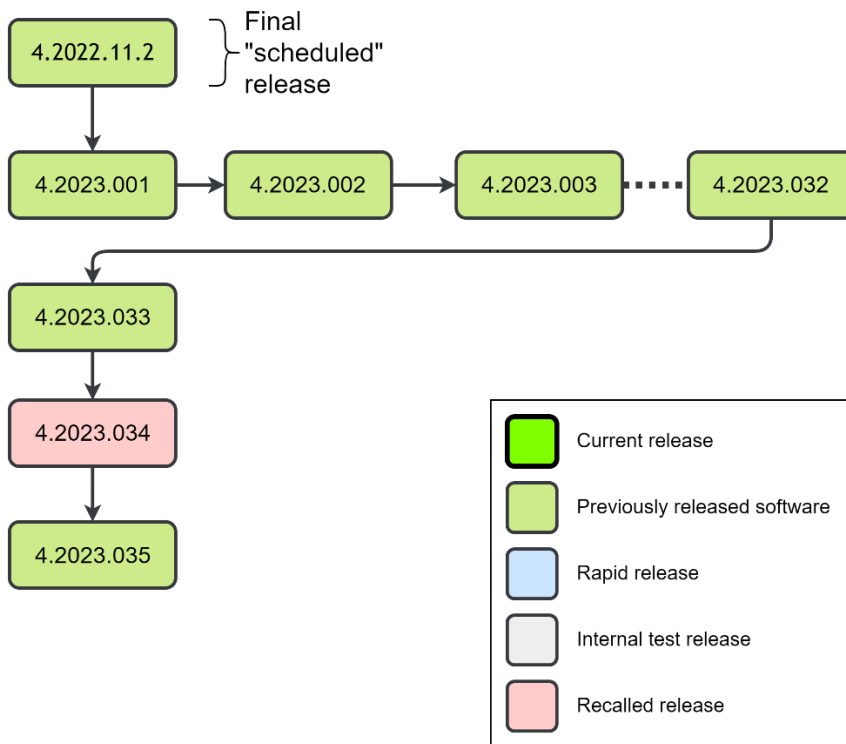 4.2022.11.2
Final
"scheduled"
release
4.2023.001
4.2023.002
4.2023.003
4.2023.032
4.2023.033
4.2023.034
4.2023.035
Current release
Previously released software
Rapid release
Internal test release
Recalled release